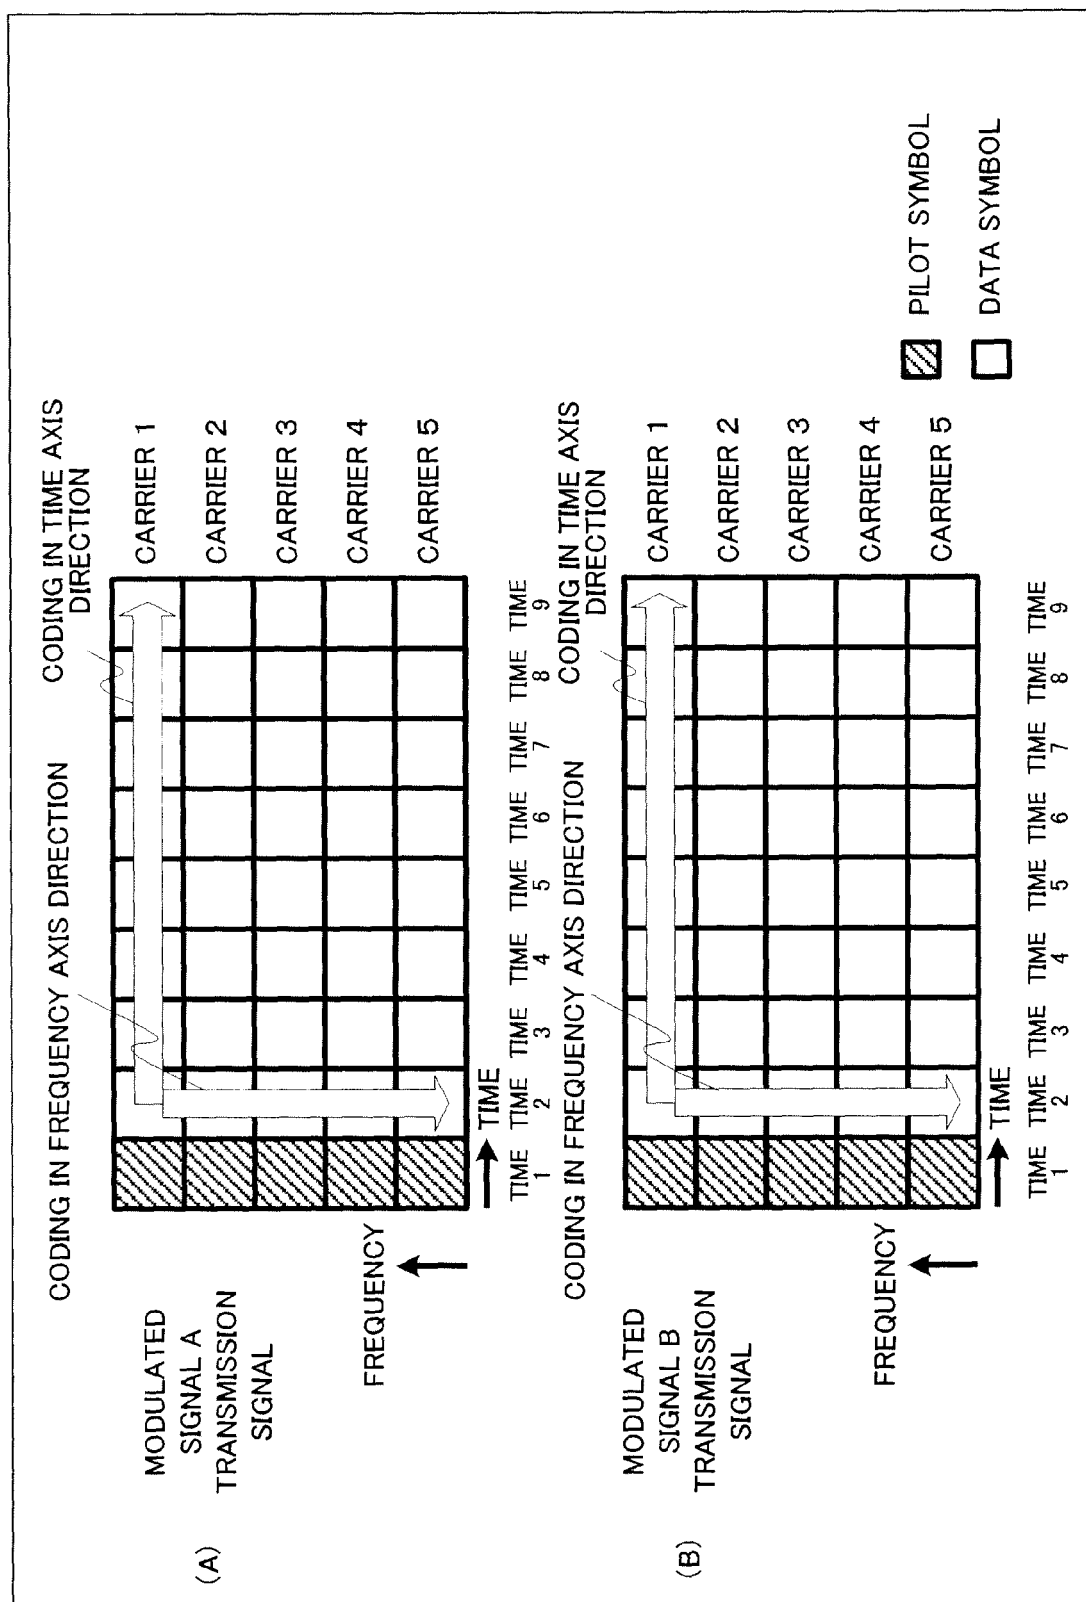 (A)
MODULATED
SIGNAL A
TRANSMISSION
SIGNAL
FREQUENCY
CODING IN FREQUENCY AXIS DIRECTION
CODING IN TIME AXIS
DIRECTION
CARRIER 1
CARRIER 2
CARRIER 3
CARRIER 4
CARRIER 5
TIME
TIME TIME TIME TIME TIME TIME TIME TIME TIME
1 2 3 4 5 6 7 8 9
(B)
MODULATED
SIGNAL B
TRANSMISSION
SIGNAL
FREQUENCY
CODING IN FREQUENCY AXIS DIRECTION
CODING IN TIME AXIS
DIRECTION
CARRIER 1
CARRIER 2
CARRIER 3
CARRIER 4
CARRIER 5
TIME
TIME TIME TIME TIME TIME TIME TIME TIME TIME
1 2 3 4 5 6 7 8 9
PILOT SYMBOL
DATA SYMBOL